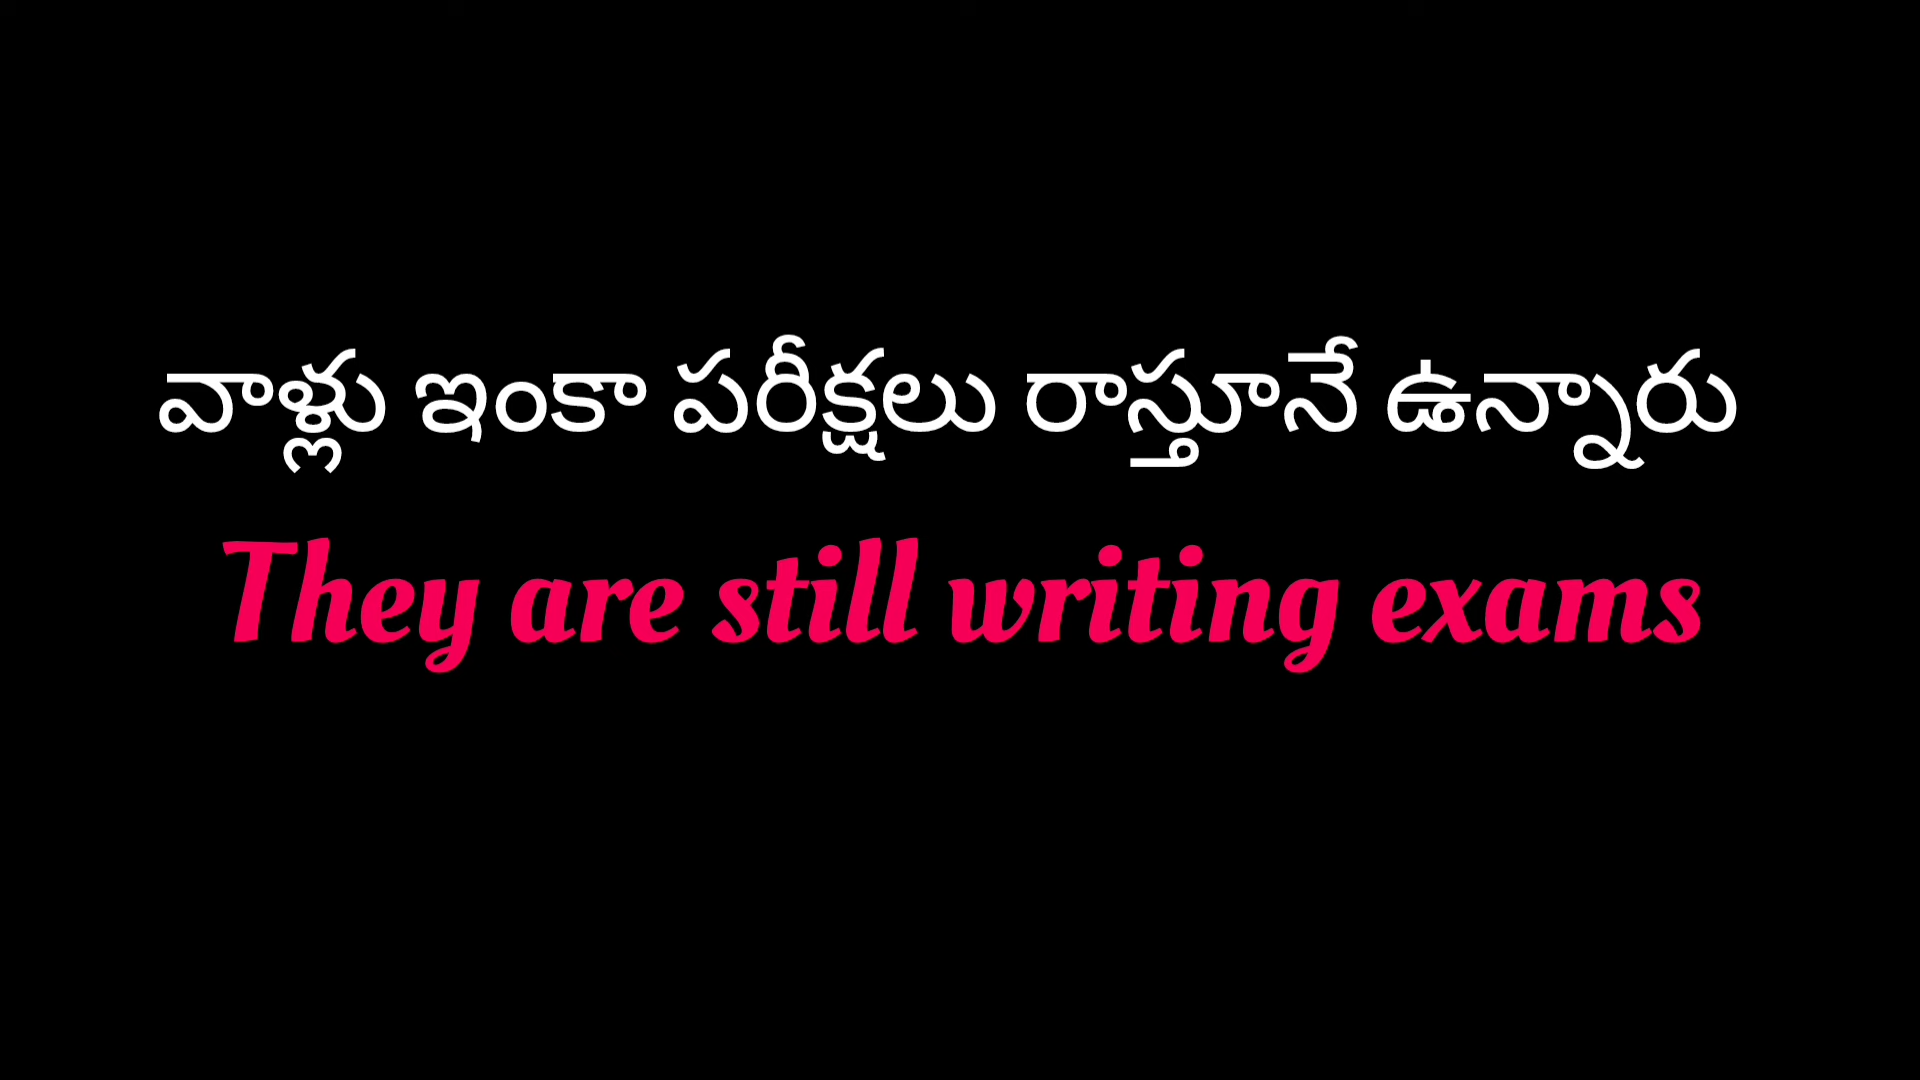 వాళ్లు ఇంకా పరీక్షలు రాస్తూనే ఉన్నారు
They are still writing exams